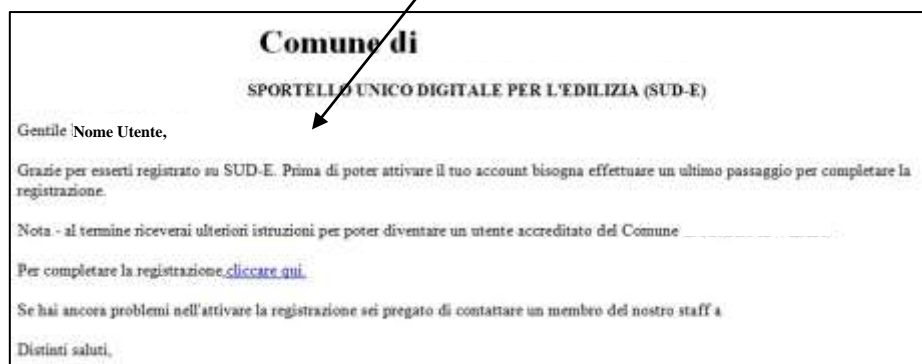 Comune di
SPORTELLO UNICO DIGITALE PER L'EDILIZIA (SUD-E)
Gentile Nome Utente,
Grazie per esserti registrato su SUD-E. Prima di poter attivare il tuo account bisogna effettuare un ultimo passaggio per completare la
registrazione.
Nota - al termine riceverai ulteriori istruzioni per poter diventare un utente accreditato del Comune
Per completare la registrazione,cliccare qui.
Se hai ancora problemi nell'attivare la registrazione sei pregato di contattare un membro del nostro staff a
Distinti saluti,